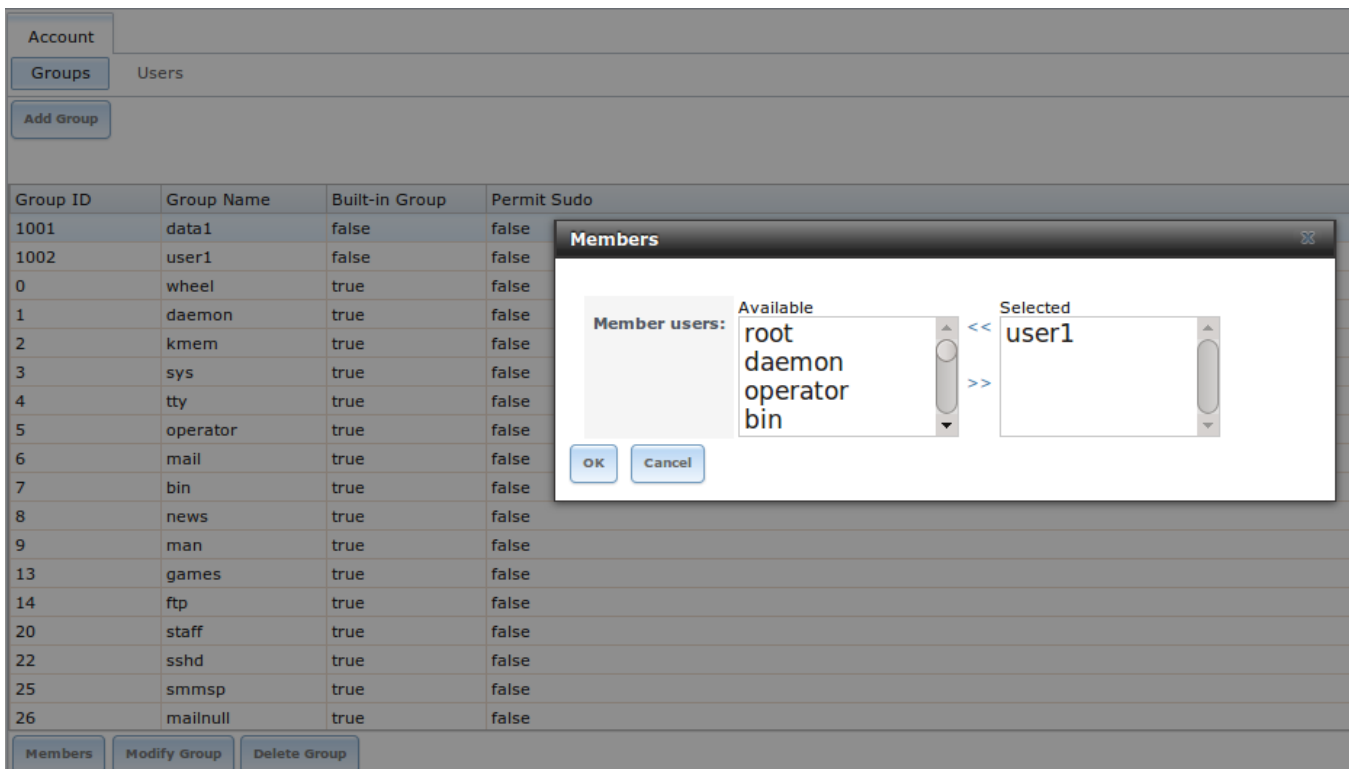 Account
Groups Users
Add Group
Group ID Group Name Built-in Group Permit Sudo
1001 data1 false false
1002 user1 false false
0 wheel true false
1 daemon true false
2 kmem true false
3 sys true false
4 tty true false
5 operator true false
6 mail true false
7 bin true false
8 news true false
9 man true false
13 games true false
14 ftp true false
20 staff true false
22 sshd true false
25 smmsp true false
26 mailnull true false
Members Modify Group Delete Group
Members
Member users:
Available
root
daemon
operator
bin
<<
>>
Selected
user1
OK Cancel